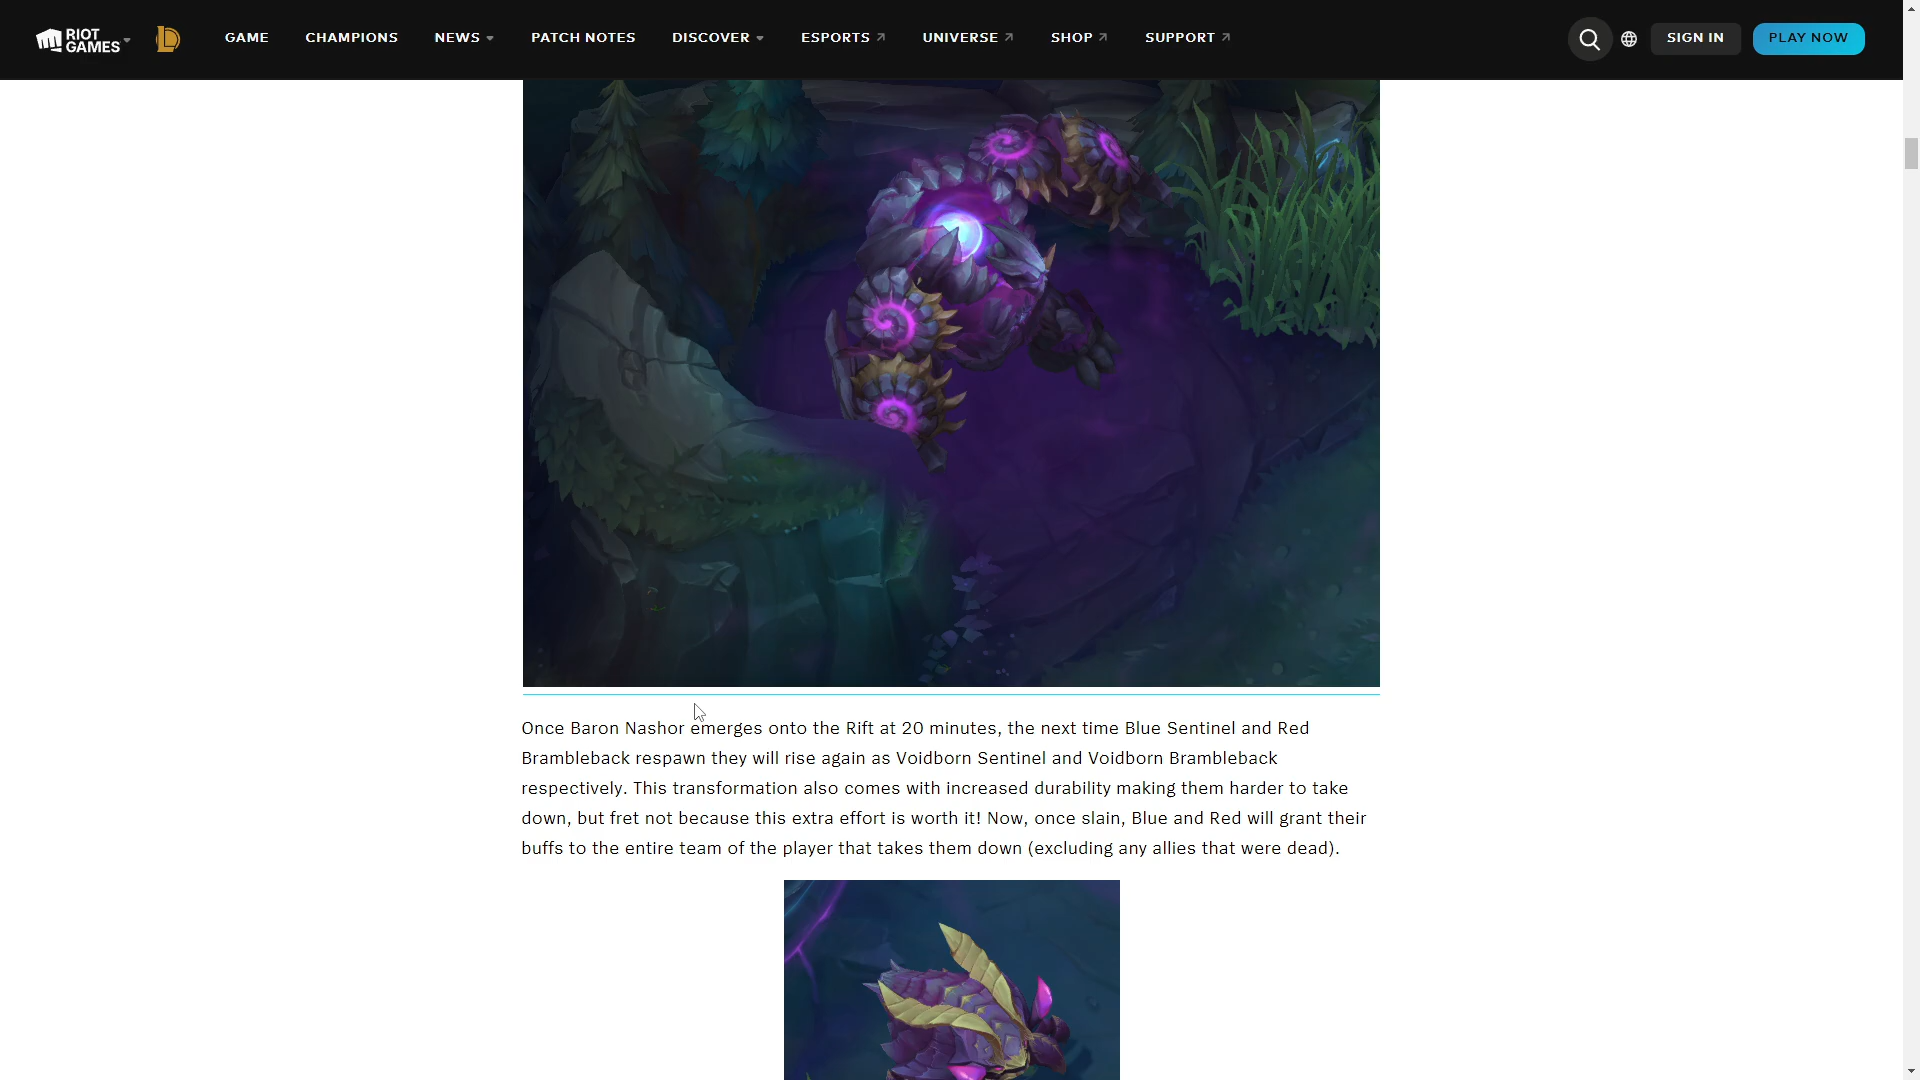 RIOT GAMES
GAME CHAMPIONS NEWS PATCH NOTES DISCOVER ESPORTS UNIVERSE SHOP SUPPORT SIGN IN PLAY NOW
Once Baron Nashor emerges onto the Rift at 20 minutes, the next time Blue Sentinel and Red
Brambleback respawn they will rise again as Voidborn Sentinel and Voidborn Brambleback
respectively. This transformation also comes with increased durability making them harder to take
down, but fret not because this extra effort is worth it! Now, once slain, Blue and Red will grant their
buffs to the entire team of the player that takes them down (excluding any allies that were dead).